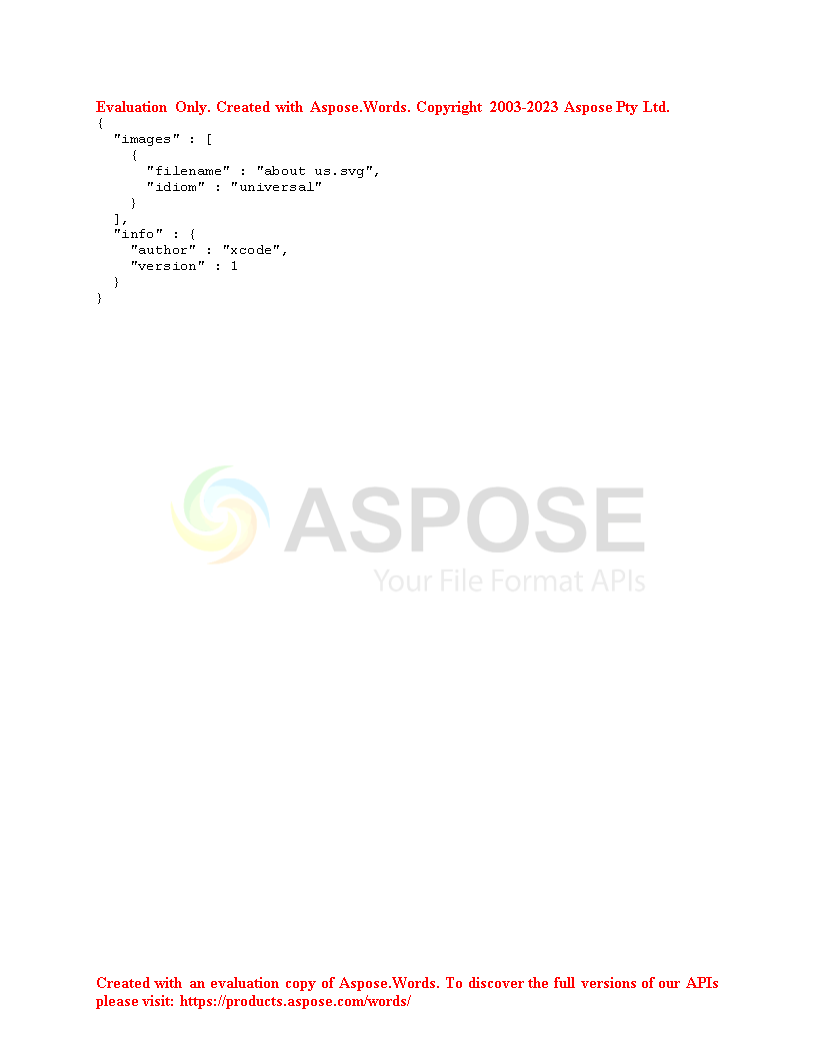 Evaluation Only. Created with Aspose.Words. Copyright 2003-2023 Aspose Pty Ltd.
{
  "images" : [
    {
      "filename" : "about us.svg",
      "idiom" : "universal"
    }
  ],
  "info" : {
    "author" : "xcode",
    "version" : 1
  }
}
ASPOSE
Your File Format APIs
Created with an evaluation copy of Aspose.Words. To discover the full versions of our APIs
please visit: https://products.aspose.com/words/